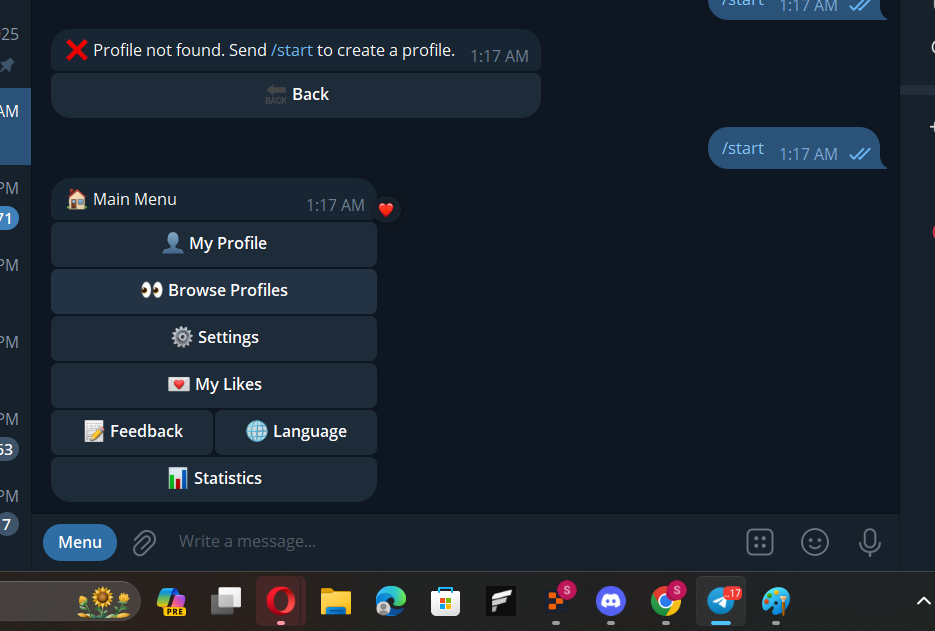 /start 1:17 AM
025
❌ Profile not found. Send /start to create a profile. 1:17 AM
BACK Back
AM
/start 1:17 AM
PM
🏠 Main Menu 1:17 AM ❤️
71
👤 My Profile
PM
👀 Browse Profiles
⚙️ Settings
PM
💌 My Likes
PM
📝 Feedback
🌐 Language
53
📊 Statistics
PM
7
Menu
Write a message...
PRE
S
S
..17